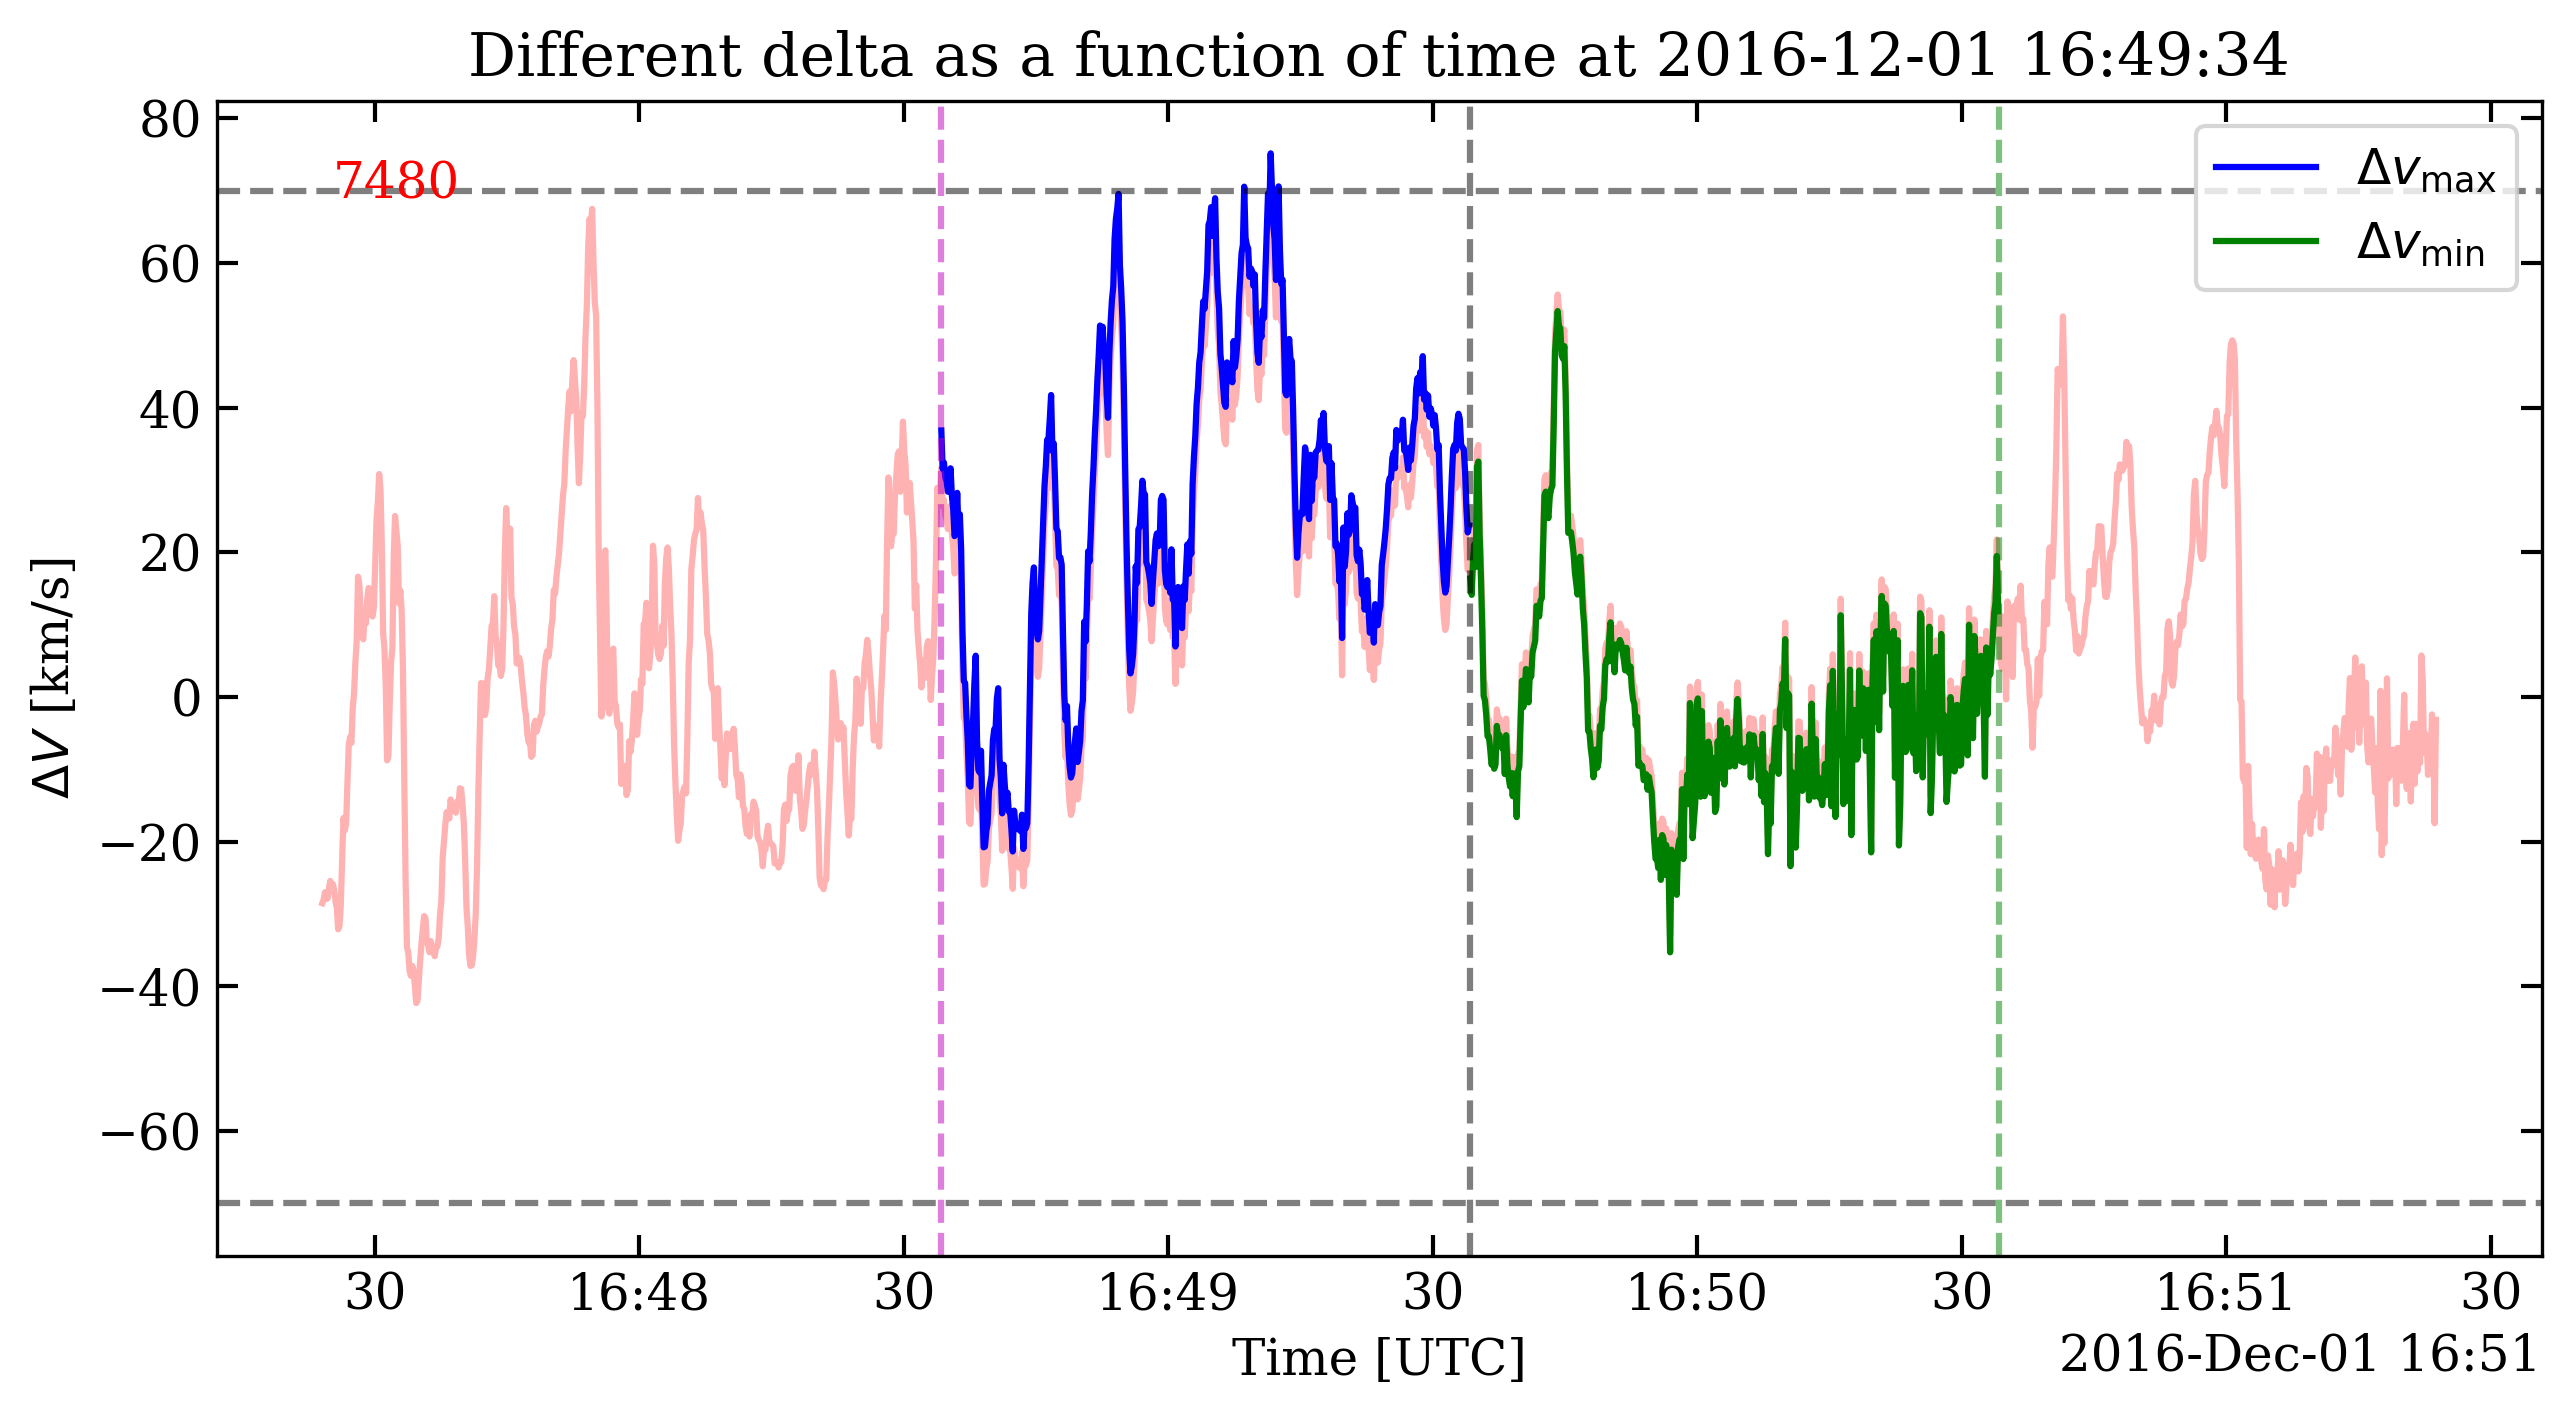 Different delta as a function of time at 2016-12-01 16:49:34
80
60
40
20
0
−20
−40
−60
ΔV [km/s]
7480
Δv_max
Δv_min
30 16:48 30 16:49 30 16:50 30 16:51 30
Time [UTC]
2016-Dec-01 16:51